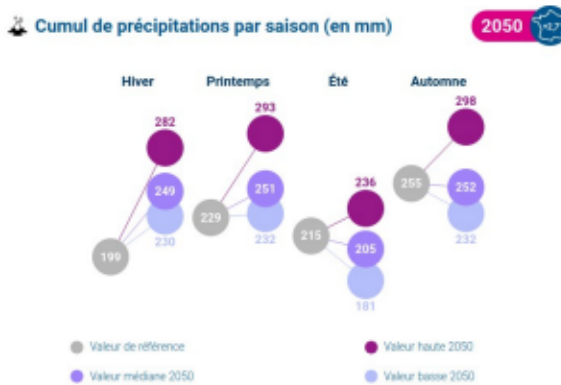 Cumul de précipitations par saison (en mm)
2050
+2,7°
Hiver Printemps Été Automne
282 293 236 298
249 251 205 252
230 232 181 232
199 229 215 255
Valeur de référence
Valeur haute 2050
Valeur médiane 2050
Valeur basse 2050